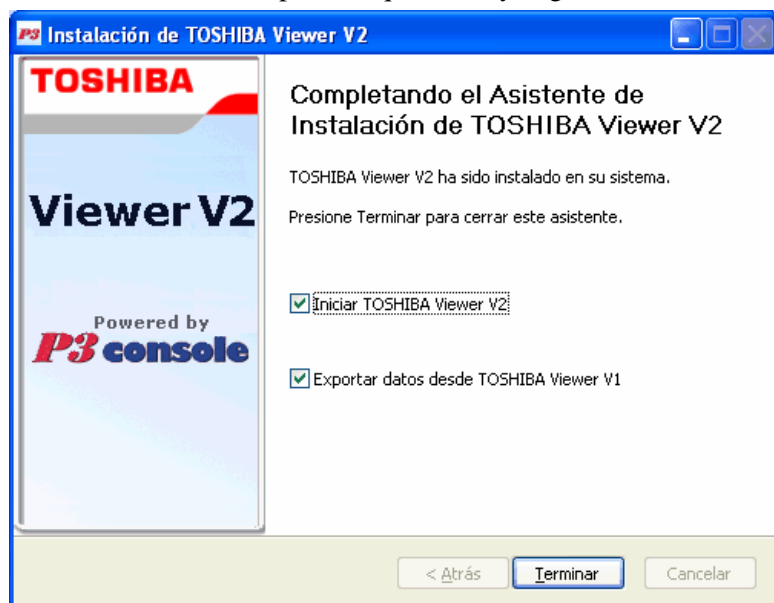 P3 Instalación de TOSHIBA Viewer V2
TOSHIBA
Viewer V2
Powered by
P3 console
Completando el Asistente de
Instalación de TOSHIBA Viewer V2
TOSHIBA Viewer V2 ha sido instalado en su sistema.
Presione Terminar para cerrar este asistente.
Iniciar TOSHIBA Viewer V2
Exportar datos desde TOSHIBA Viewer V1
< Atrás
Terminar
Cancelar